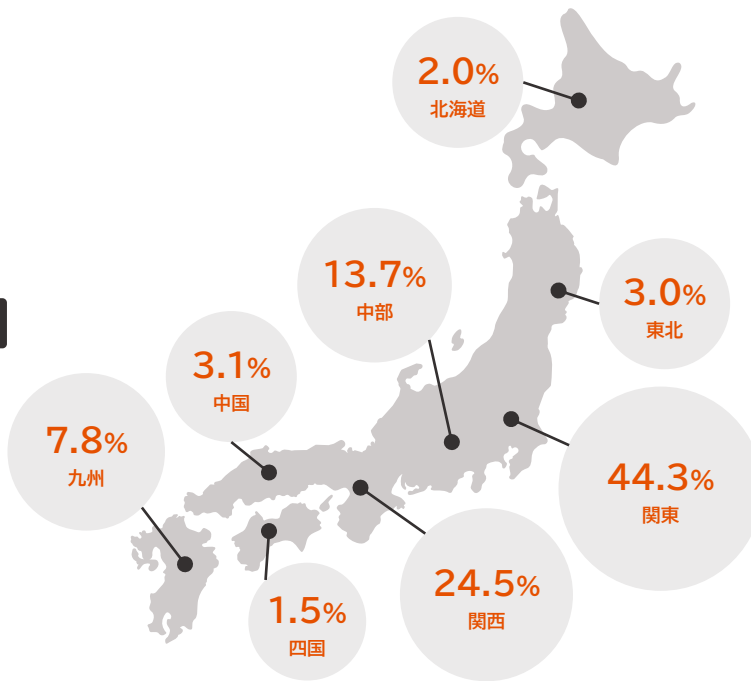 2.0%
北海道
13.7%
中部
3.0%
東北
3.1%
中国
7.8%
九州
44.3%
関東
24.5%
関西
1.5%
四国